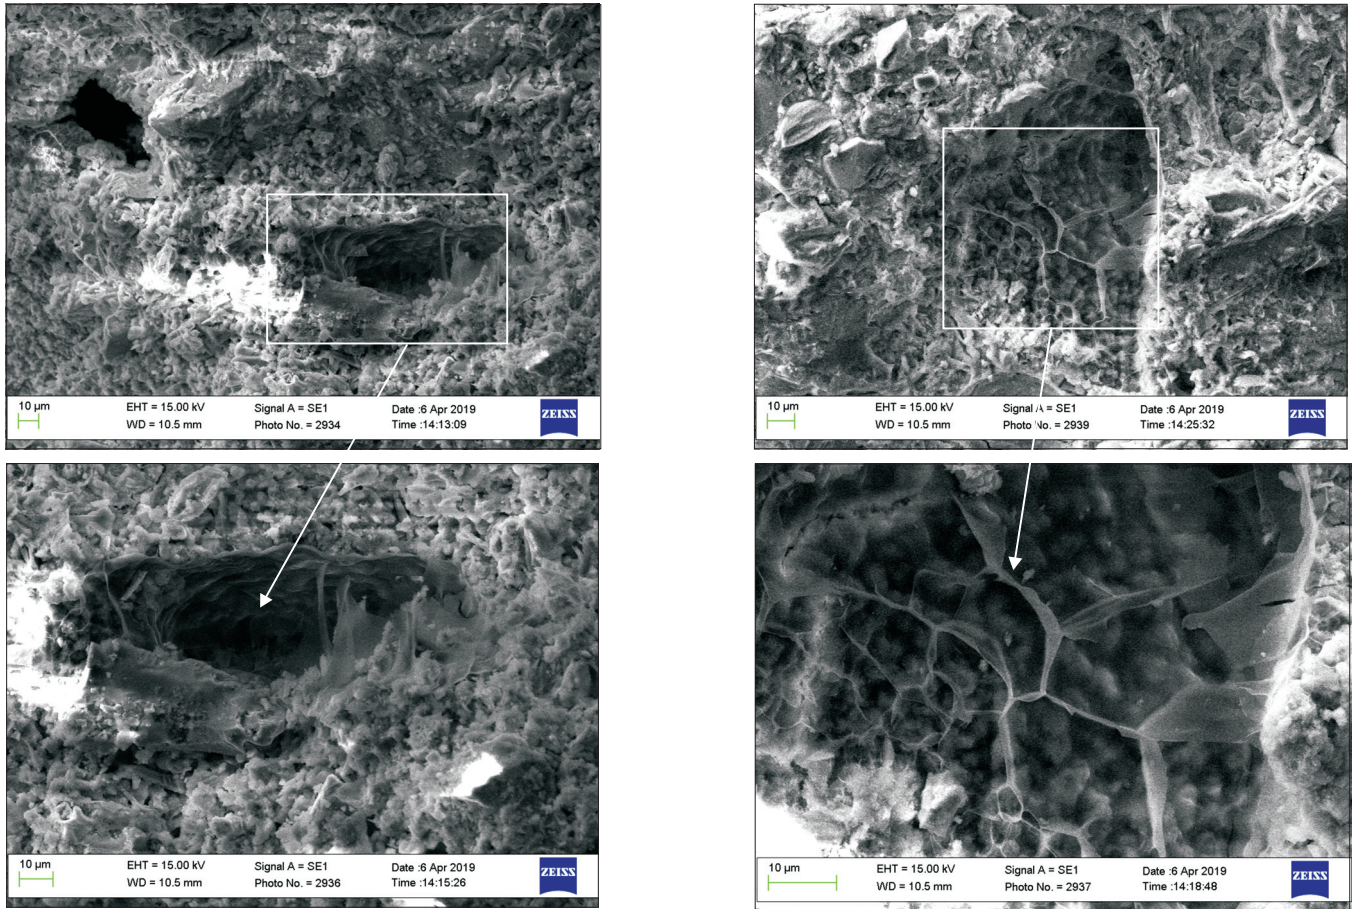 10 µm EHT = 15.00 kV Signal A = SE1 Date :6 Apr 2019 ZEISS
WD = 10.5 mm Photo No. = 2934 Time :14:13:09
10 µm EHT = 15.00 kV Signal A = SE1 Date :6 Apr 2019 ZEISS
WD = 10.5 mm Photo No. = 2939 Time :14:25:32
10 µm EHT = 15.00 kV Signal A = SE1 Date :6 Apr 2019 ZEISS
WD = 10.5 mm Photo No. = 2936 Time :14:15:26
10 µm EHT = 15.00 kV Signal A = SE1 Date :6 Apr 2019 ZEISS
WD = 10.5 mm Photo No. = 2937 Time :14:18:48